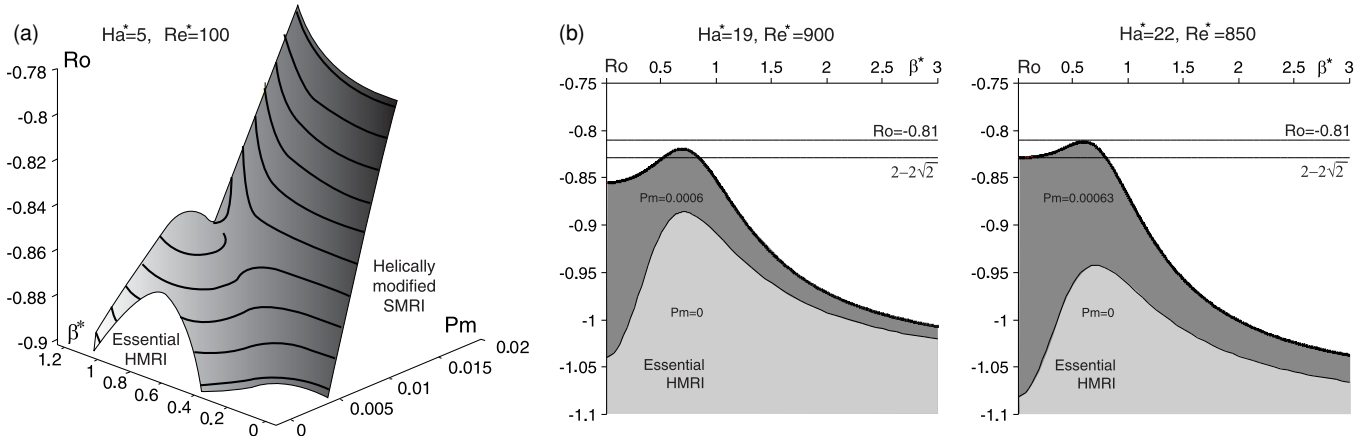 (a)
Ha*=5, Re*=100
Ro
-0.78
-0.8
-0.82
-0.84
-0.86
-0.88
-0.9
β*
1.2
1
0.8
0.6
0.4
0.2
0
Essential
HMRI
Helically
modified
SMRI
Pm
0.02
0.015
0.01
0.005
0
(b)
Ha*=19, Re*=900
Ro 0.5 1 1.5 2 2.5 β* 3
-0.75
-0.8
-0.85
-0.9
-0.95
-1
-1.05
-1.1
Ro=-0.81
2−2√2
Pm=0.0006
Pm=0
Essential
HMRI
Ha*=22, Re*=850
Ro 0.5 1 1.5 2 2.5 β* 3
-0.75
-0.8
-0.85
-0.9
-0.95
-1
-1.05
-1.1
Ro=-0.81
2−2√2
Pm=0.00063
Pm=0
Essential
HMRI